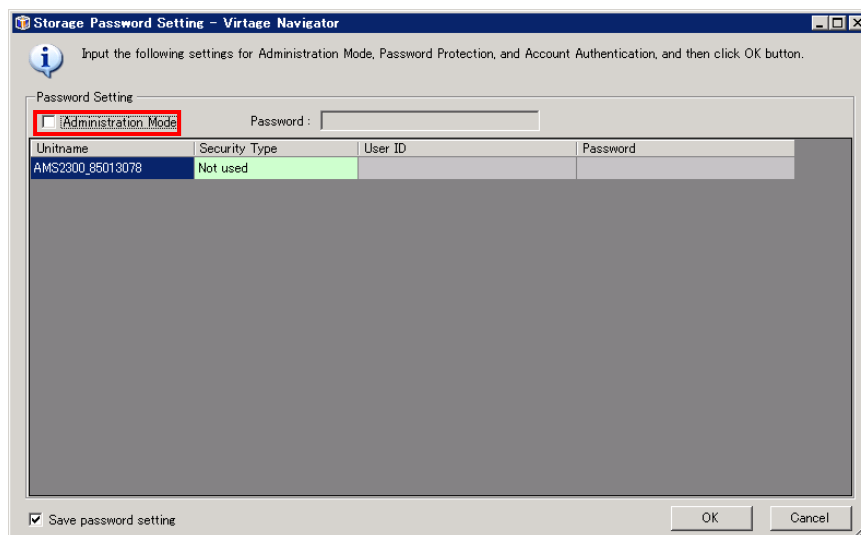 Storage Password Setting - Virtage Navigator
Input the following settings for Administration Mode, Password Protection, and Account Authentication, and then click OK button.
Password Setting
Administration Mode Password :
Unitname Security Type User ID Password
AMS2300_85013078 Not used
Save password setting OK Cancel